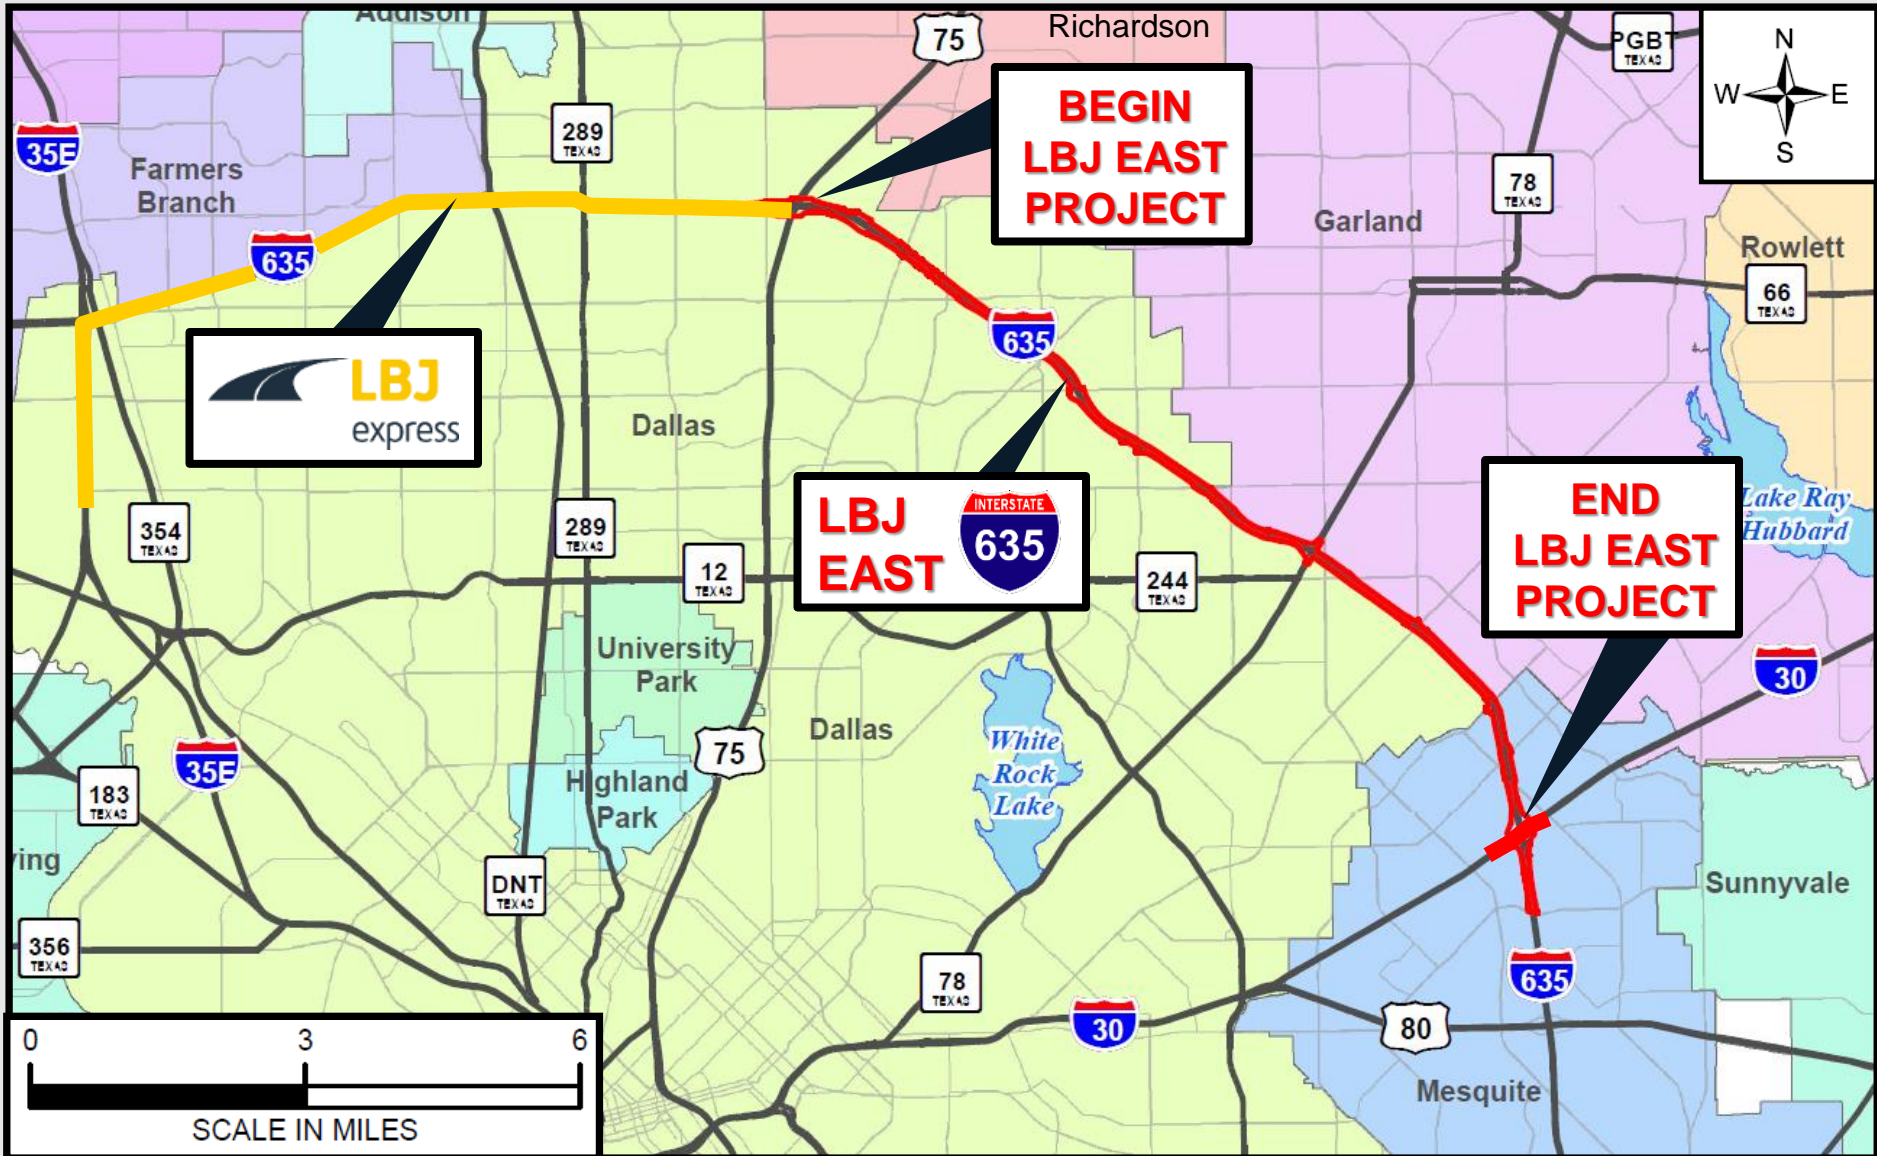 Addison
Richardson
75
PGBT
TEXAS
N
W E
S
BEGIN
LBJ EAST
PROJECT
289
TEXAS
35E
Farmers
Branch
78
TEXAS
Garland
Rowlett
635
66
TEXAS
LBJ
express
635
Dallas
LBJ
EAST
INTERSTATE
635
END
LBJ EAST
PROJECT
Lake Ray
Hubbard
354
TEXAS
289
TEXAS
12
TEXAS
244
TEXAS
University
Park
30
Dallas
75
White
Rock
Lake
35E
Highland
Park
183
TEXAS
ving
DNT
TEXAS
Sunnyvale
356
TEXAS
78
TEXAS
635
30
80
Mesquite
0 3 6
SCALE IN MILES